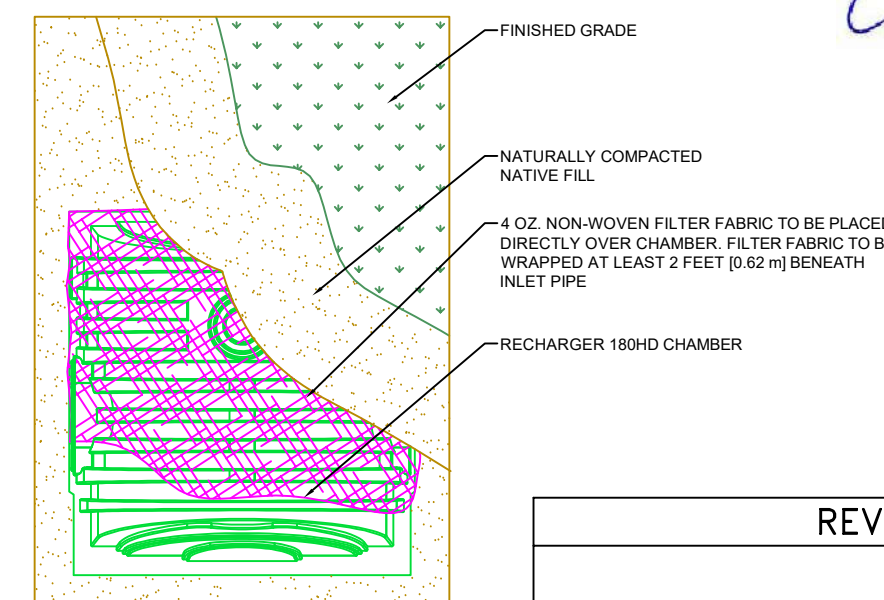 FINISHED GRADE
NATURALLY COMPACTED
NATIVE FILL
4 OZ. NON-WOVEN FILTER FABRIC TO BE PLACED
DIRECTLY OVER CHAMBER. FILTER FABRIC TO B
WRAPPED AT LEAST 2 FEET [0.62 m] BENEATH
INLET PIPE
RECHARGER 180HD CHAMBER
REV